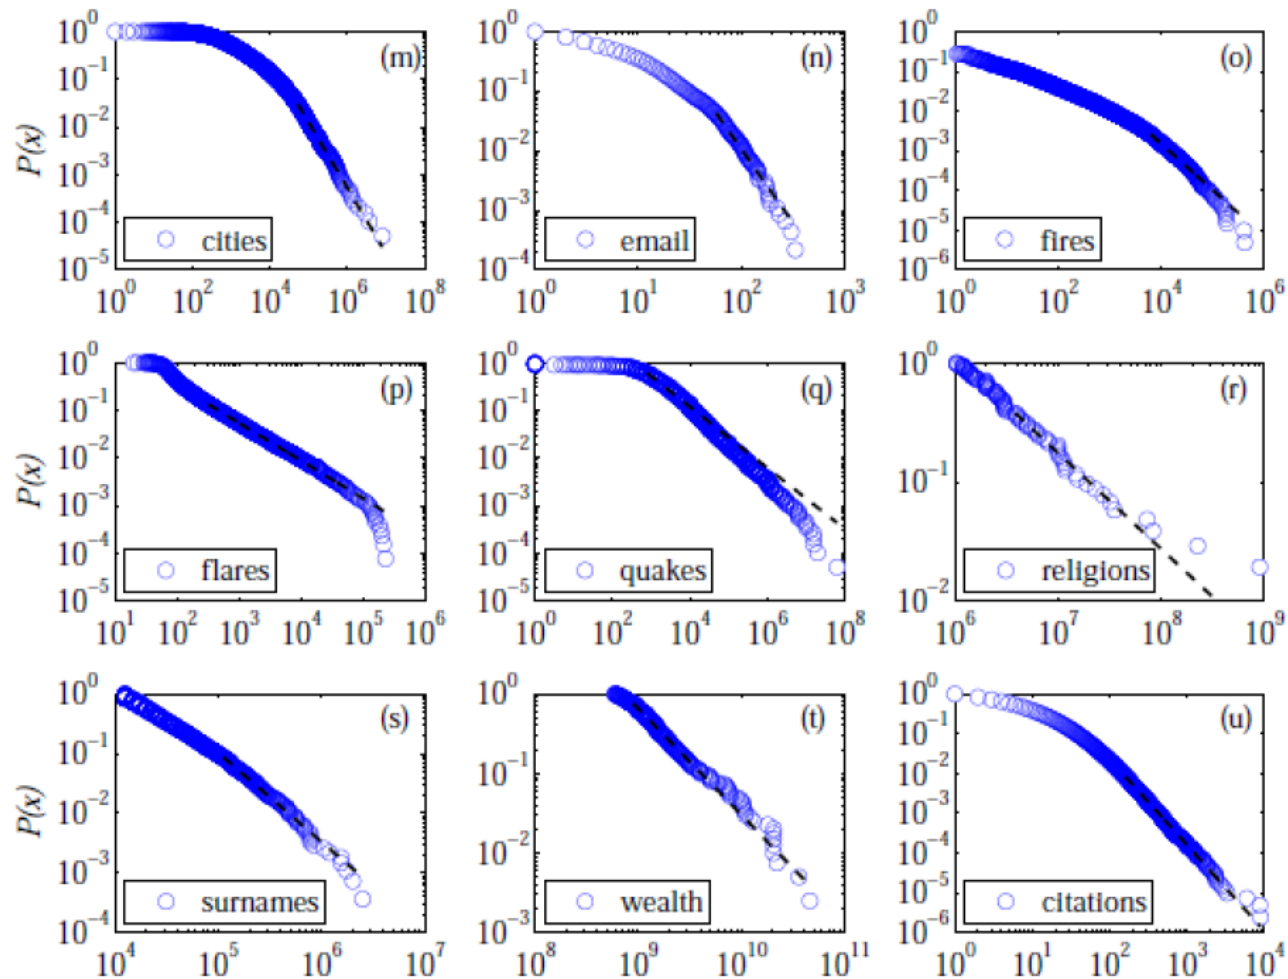 10^0 10^-1 10^-2 10^-3 10^-4 10^-5
P(x)
(m)
cities
10^0 10^2 10^4 10^6 10^8
10^0 10^-1 10^-2 10^-3 10^-4
(n)
email
10^0 10^1 10^2 10^3
10^0 10^-1 10^-2 10^-3 10^-4 10^-5 10^-6
(o)
fires
10^0 10^2 10^4 10^6
10^0 10^-1 10^-2 10^-3 10^-4 10^-5
P(x)
(p)
flares
10^1 10^2 10^3 10^4 10^5 10^6
10^0 10^-1 10^-2 10^-3 10^-4 10^-5
(q)
quakes
10^0 10^2 10^4 10^6 10^8
10^0 10^-1 10^-2
(r)
religions
10^6 10^7 10^8 10^9
10^0 10^-1 10^-2 10^-3 10^-4
P(x)
(s)
surnames
10^4 10^5 10^6 10^7
10^0 10^-1 10^-2 10^-3
(t)
wealth
10^8 10^9 10^10 10^11
10^0 10^-1 10^-2 10^-3 10^-4 10^-5 10^-6
(u)
citations
10^0 10^1 10^2 10^3 10^4